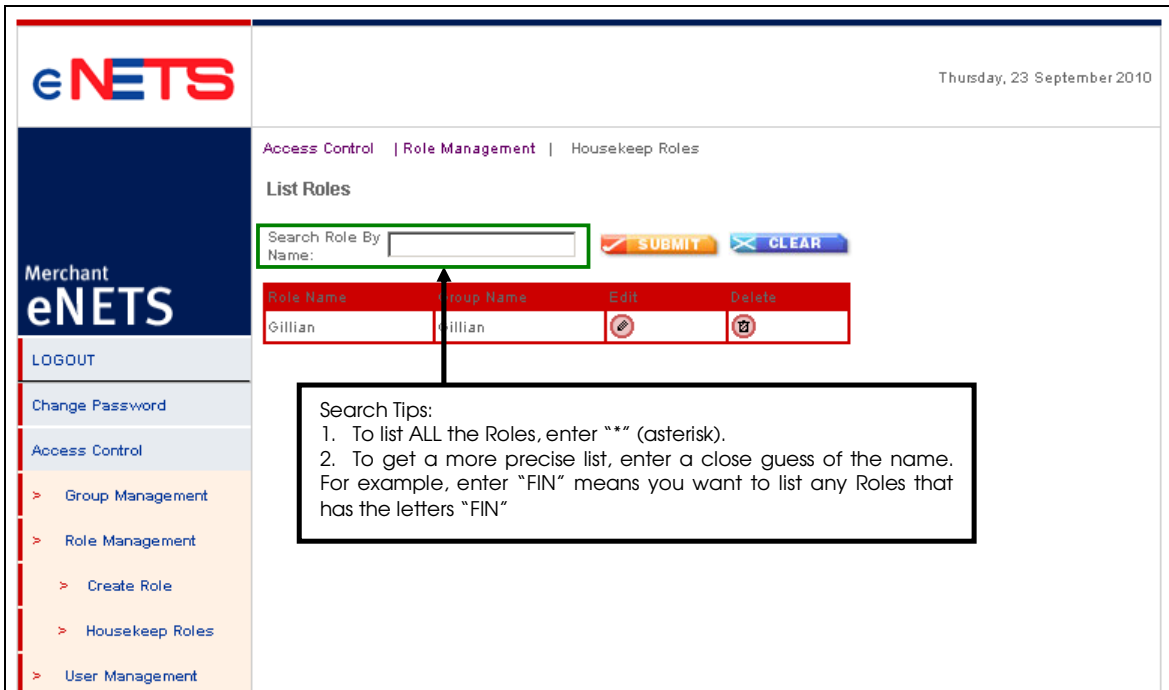 eNETS
Thursday, 23 September 2010
Access Control | Role Management | Housekeep Roles
List Roles
Search Role By
Name:
SUBMIT
CLEAR
Role Name Group Name Edit Delete
Gillian Gillian
Merchant
eNETS
LOGOUT
Change Password
Access Control
> Group Management
> Role Management
> Create Role
> Housekeep Roles
> User Management
Search Tips:
1. To list ALL the Roles, enter “*” (asterisk).
2. To get a more precise list, enter a close guess of the name.
For example, enter “FIN” means you want to list any Roles that
has the letters “FIN”